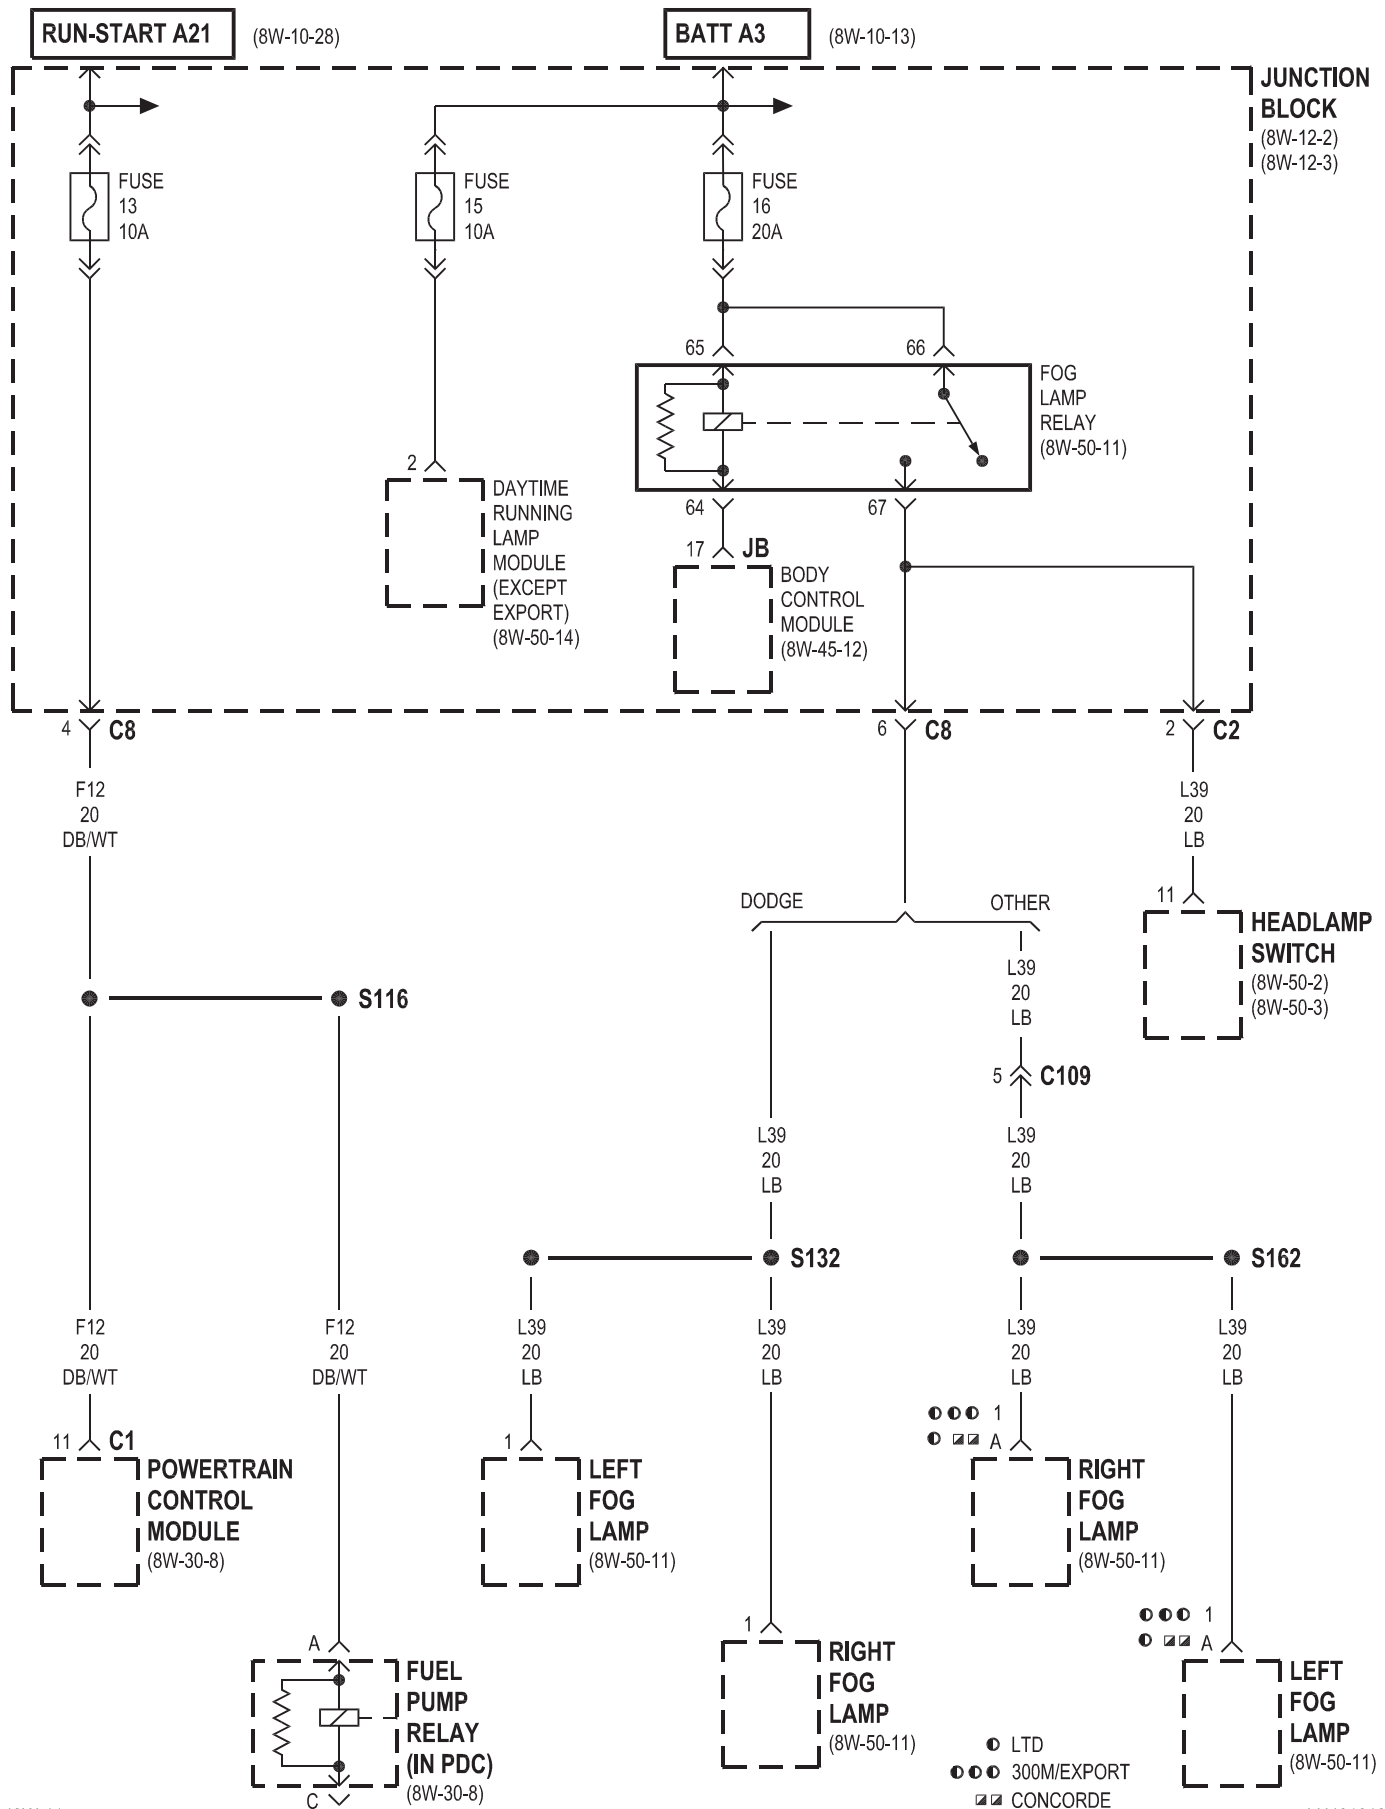 RUN-START A21 (8W-10-28)
BATT A3 (8W-10-13)
JUNCTION
BLOCK
(8W-12-2)
(8W-12-3)
FUSE
13
10A
FUSE
15
10A
FUSE
16
20A
65
66
FOG
LAMP
RELAY
(8W-50-11)
64
67
2
DAYTIME
RUNNING
LAMP
MODULE
(EXCEPT
EXPORT)
(8W-50-14)
17 JB
BODY
CONTROL
MODULE
(8W-45-12)
4 C8
6 C8
2 C2
F12
20
DB/WT
L39
20
LB
DODGE
OTHER
11
HEADLAMP
SWITCH
(8W-50-2)
(8W-50-3)
L39
20
LB
S116
5 C109
L39
20
LB
L39
20
LB
S132
S162
F12
20
DB/WT
F12
20
DB/WT
L39
20
LB
L39
20
LB
L39
20
LB
L39
20
LB
11 C1
POWERTRAIN
CONTROL
MODULE
(8W-30-8)
1
LEFT
FOG
LAMP
(8W-50-11)
1
A
RIGHT
FOG
LAMP
(8W-50-11)
A
FUEL
PUMP
RELAY
(IN PDC)
(8W-30-8)
C
1
RIGHT
FOG
LAMP
(8W-50-11)
1
A
LEFT
FOG
LAMP
(8W-50-11)
LTD
300M/EXPORT
CONCORDE